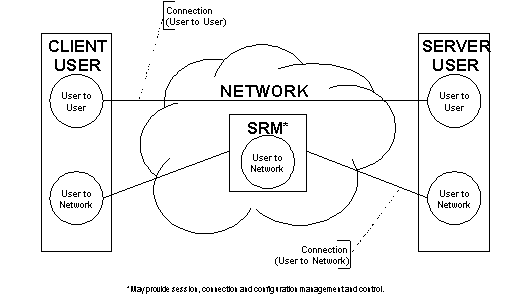 Connection
(User to User)
CLIENT
USER
SERVER
USER
User to
User
NETWORK
User to
User
SRM*
User to
Network
User to
Network
User to
Network
Connection
(User to Network)
*May provide session, connection and configuration management and control.